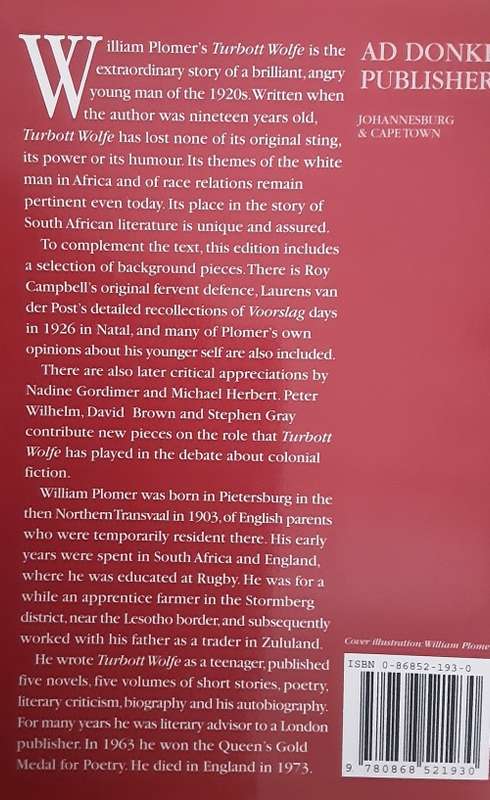 William Plomer's Turbott Wolfe is the
extraordinary story of a brilliant, angry
young man of the 1920s. Written when
the author was nineteen years old,
Turbott Wolfe has lost none of its original sting,
its power or its humour. Its themes of the white
man in Africa and of race relations remain
pertinent even today. Its place in the story of
South African literature is unique and assured.
To complement the text, this edition includes
a selection of background pieces. There is Roy
Campbell's original fervent defence, Laurens van
der Post's detailed recollections of Voorslag days
in 1926 in Natal, and many of Plomer's own
opinions about his younger self are also included.
There are also later critical appreciations by
Nadine Gordimer and Michael Herbert. Peter
Wilhelm, David Brown and Stephen Gray
contribute new pieces on the role that Turbott
Wolfe has played in the debate about colonial
fiction.
William Plomer was born in Pietersburg in the
then Northern Transvaal in 1903, of English parents
who were temporarily resident there. His early
years were spent in South Africa and England,
where he was educated at Rugby. He was for a
while an apprentice farmer in the Stormberg
district, near the Lesotho border, and subsequently
worked with his father as a trader in Zululand.
He wrote Turbott Wolfe as a teenager, published
five novels, five volumes of short stories, poetry,
literary criticism, biography and his autobiography.
For many years he was literary advisor to a London
publisher. In 1963 he won the Queen's Gold
Medal for Poetry. He died in England in 1973.
AD DONK
PUBLISHER
JOHANNESBURG
& CAPE TOWN
Cover illustration William Plome
ISBN 0-86852-193-0
9 780868 521930